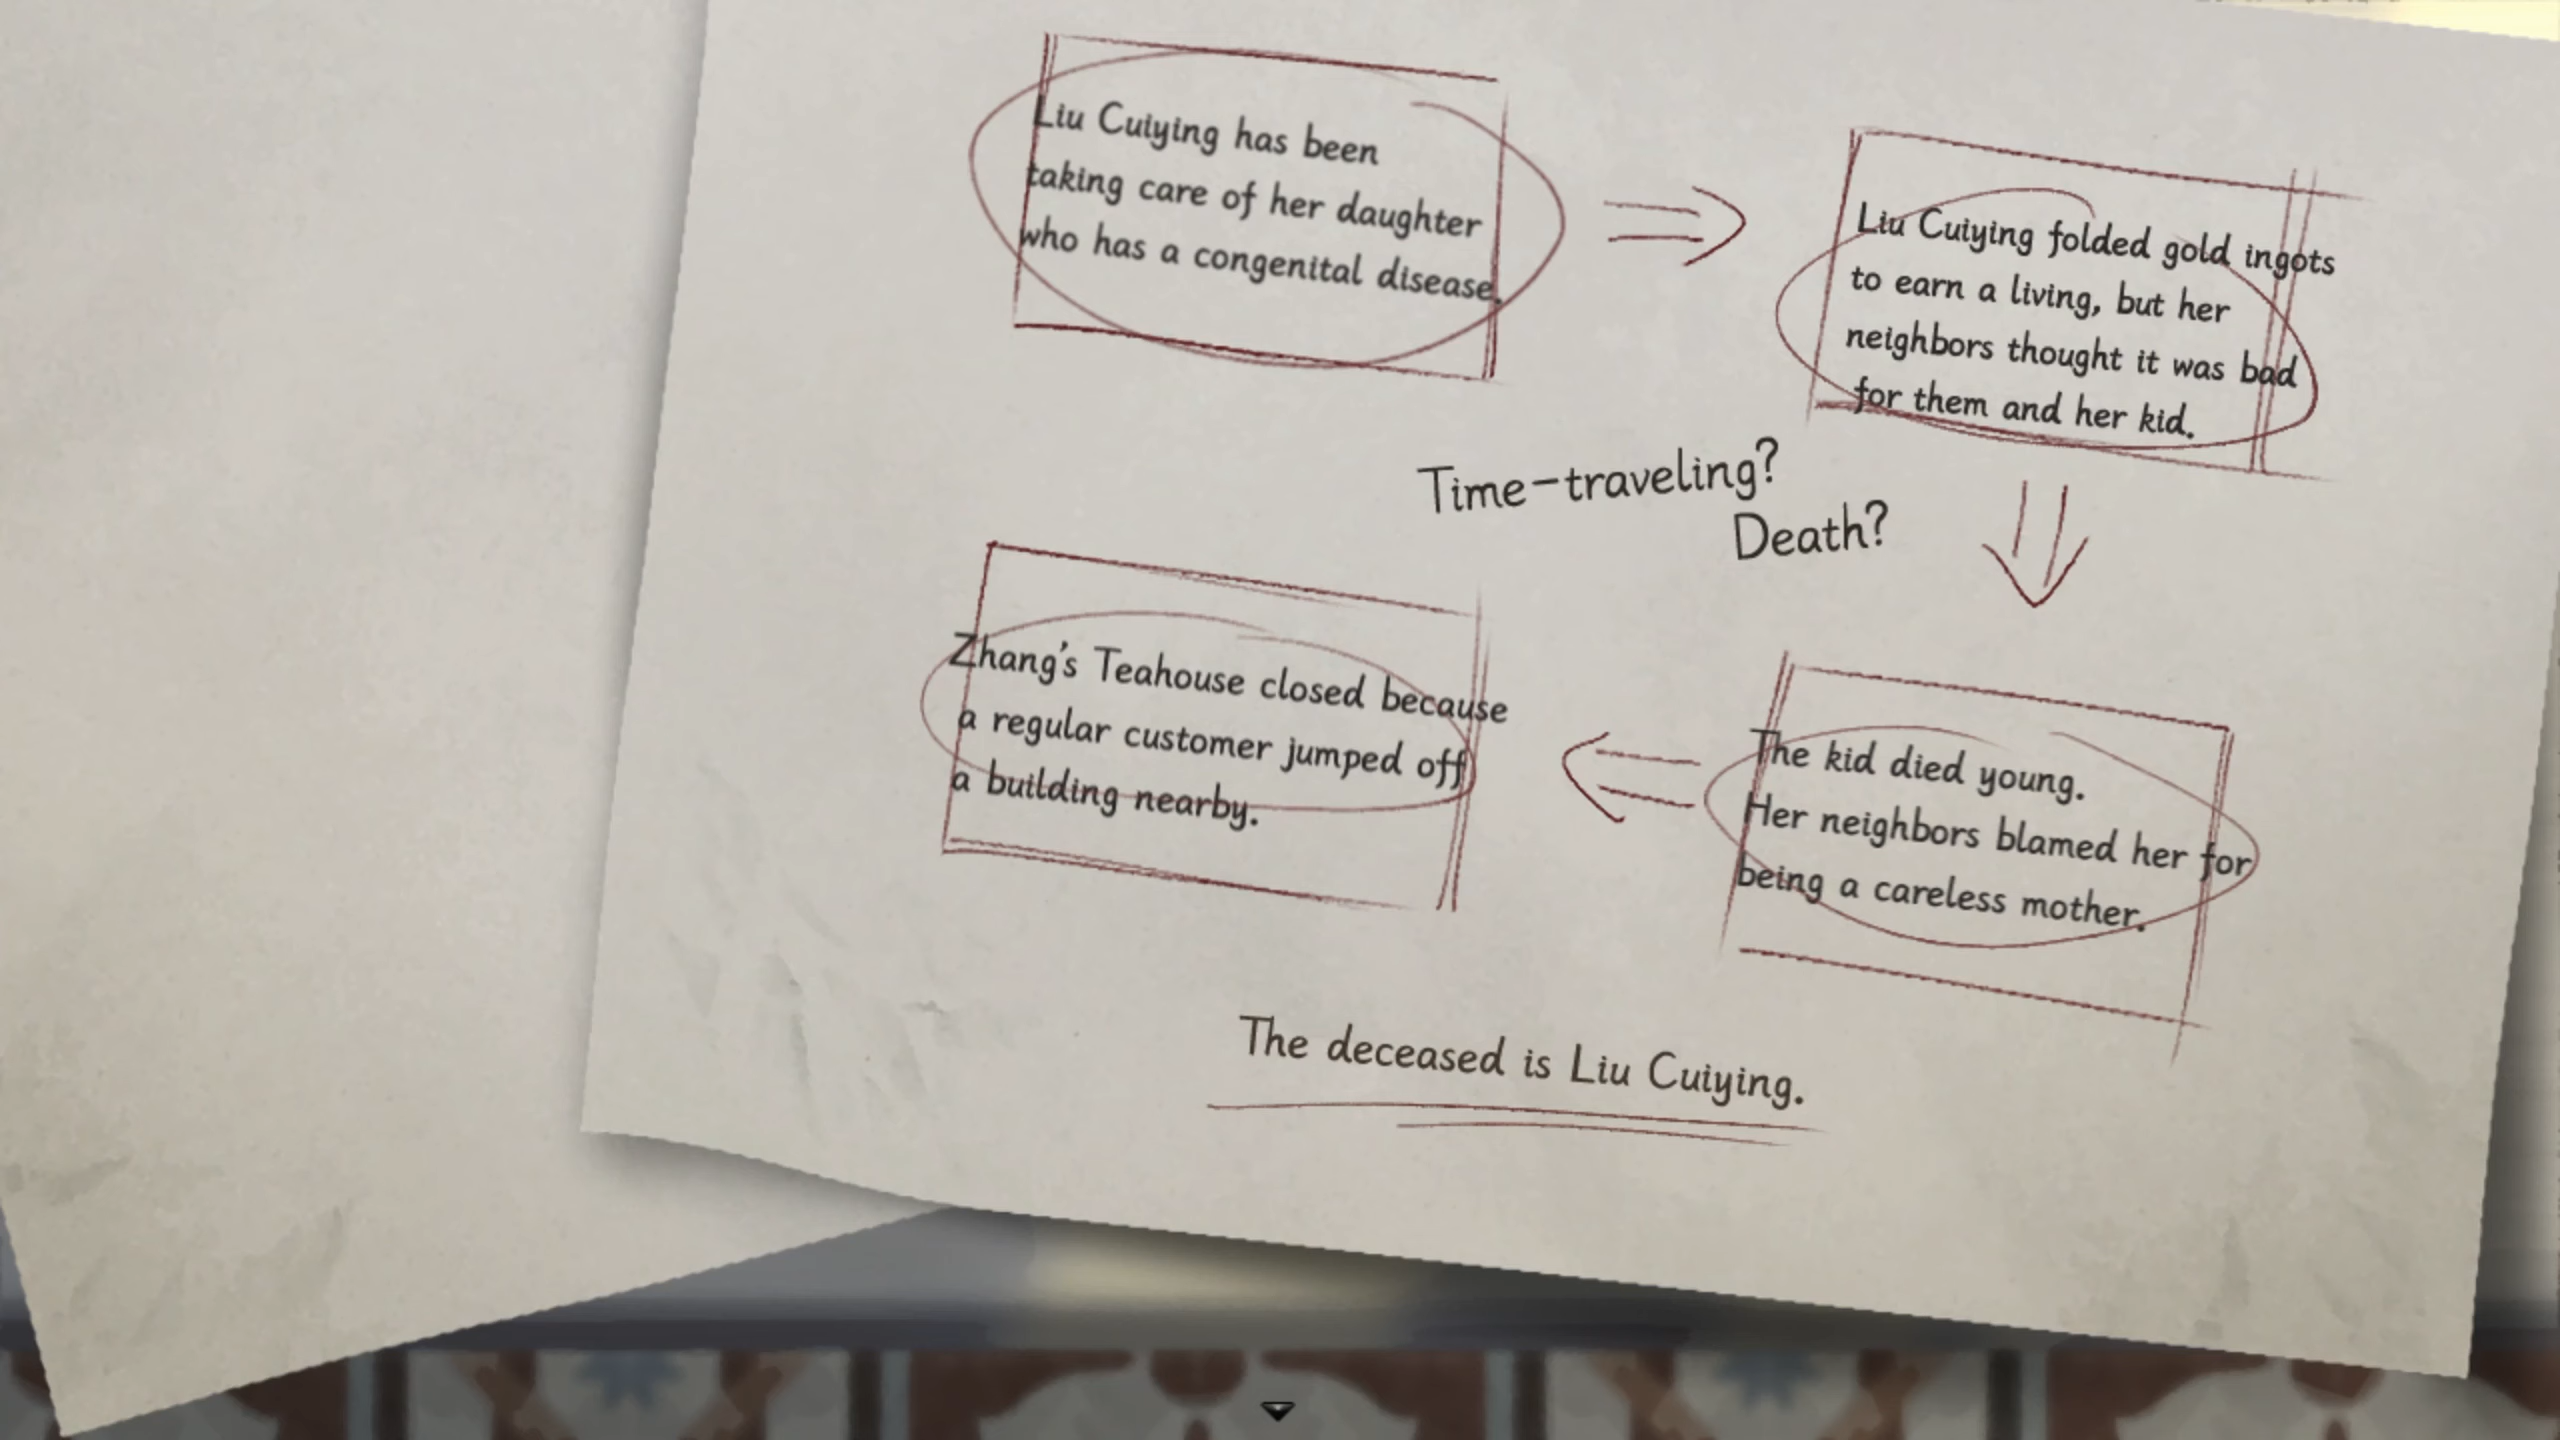 Liu Cuiying has been
taking care of her daughter
who has a congenital disease.
Liu Cuiying folded gold ingots
to earn a living, but her
neighbors thought it was bad
for them and her kid.
Time-traveling?
Death?
The kid died young.
Her neighbors blamed her for
being a careless mother.
Zhang's Teahouse closed because
a regular customer jumped off
a building nearby.
The deceased is Liu Cuiying.